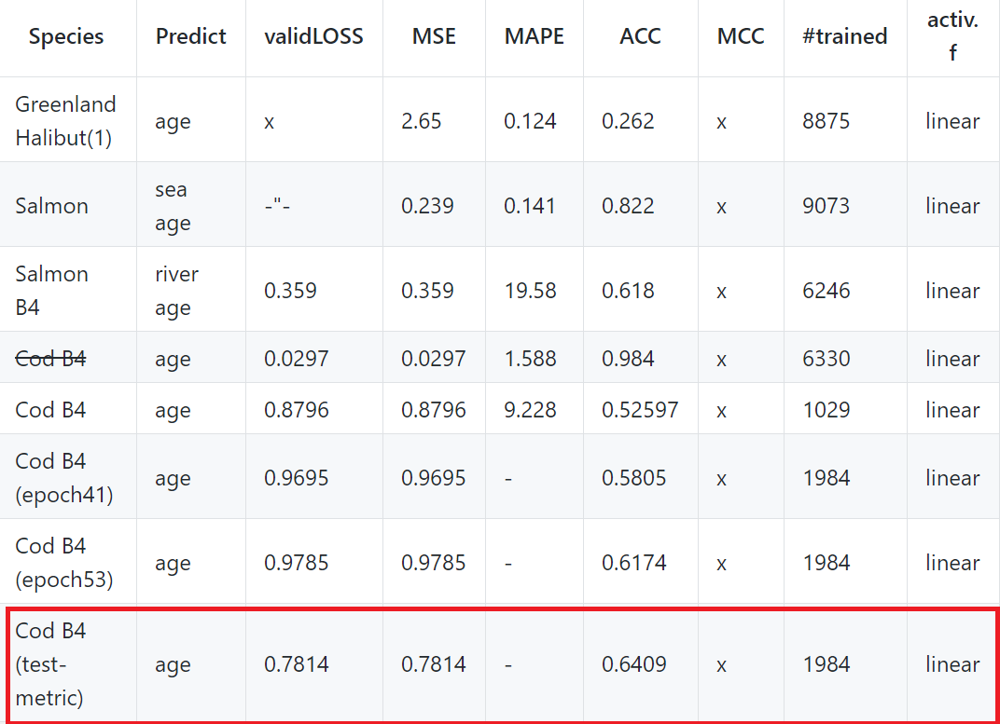 Species Predict validLOSS MSE MAPE ACC MCC #trained activ. f
Greenland Halibut(1) age x 2.65 0.124 0.262 x 8875 linear
Salmon sea age -"- 0.239 0.141 0.822 x 9073 linear
Salmon B4 river age 0.359 0.359 19.58 0.618 x 6246 linear
Cod B4 age 0.0297 0.0297 1.588 0.984 x 6330 linear
Cod B4 age 0.8796 0.8796 9.228 0.52597 x 1029 linear
Cod B4 (epoch41) age 0.9695 0.9695 - 0.5805 x 1984 linear
Cod B4 (epoch53) age 0.9785 0.9785 - 0.6174 x 1984 linear
Cod B4 (test-metric) age 0.7814 0.7814 - 0.6409 x 1984 linear